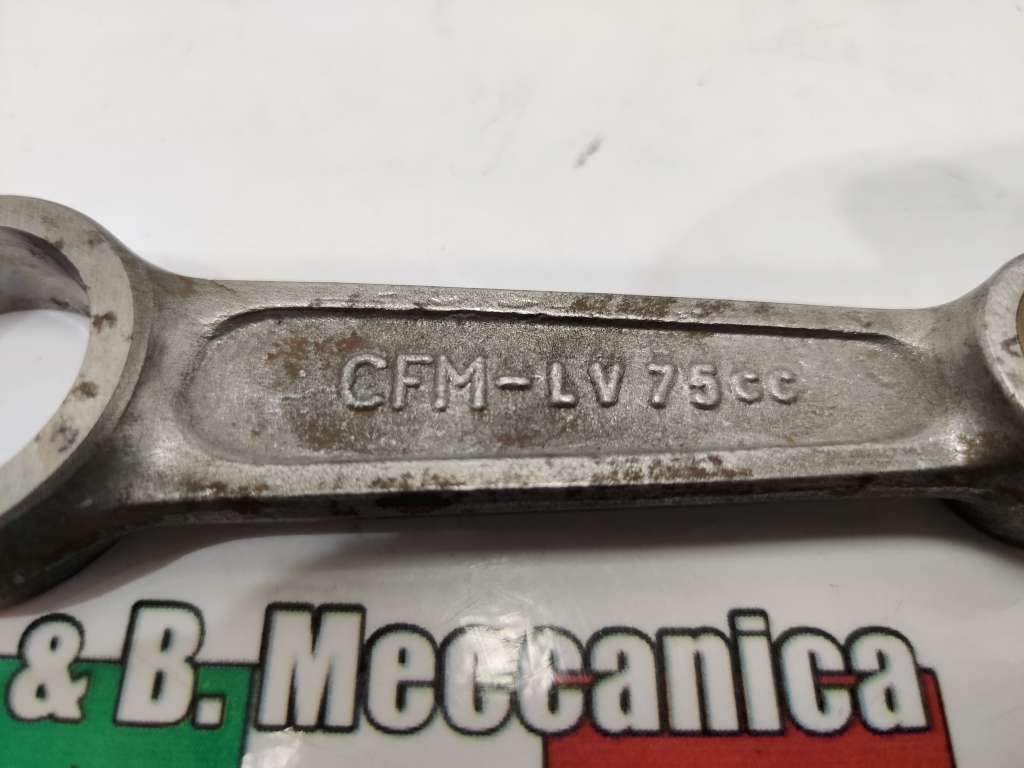 CFM-LV 75cc
& B. Meccanica